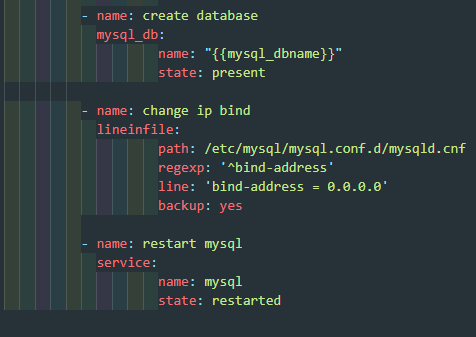 - name: create database
mysql_db:
name: "{{mysql_dbname}}"
state: present
- name: change ip bind
lineinfile:
path: /etc/mysql/mysql.conf.d/mysqld.cnf
regexp: '^bind-address'
line: 'bind-address = 0.0.0.0'
backup: yes
- name: restart mysql
service:
name: mysql
state: restarted